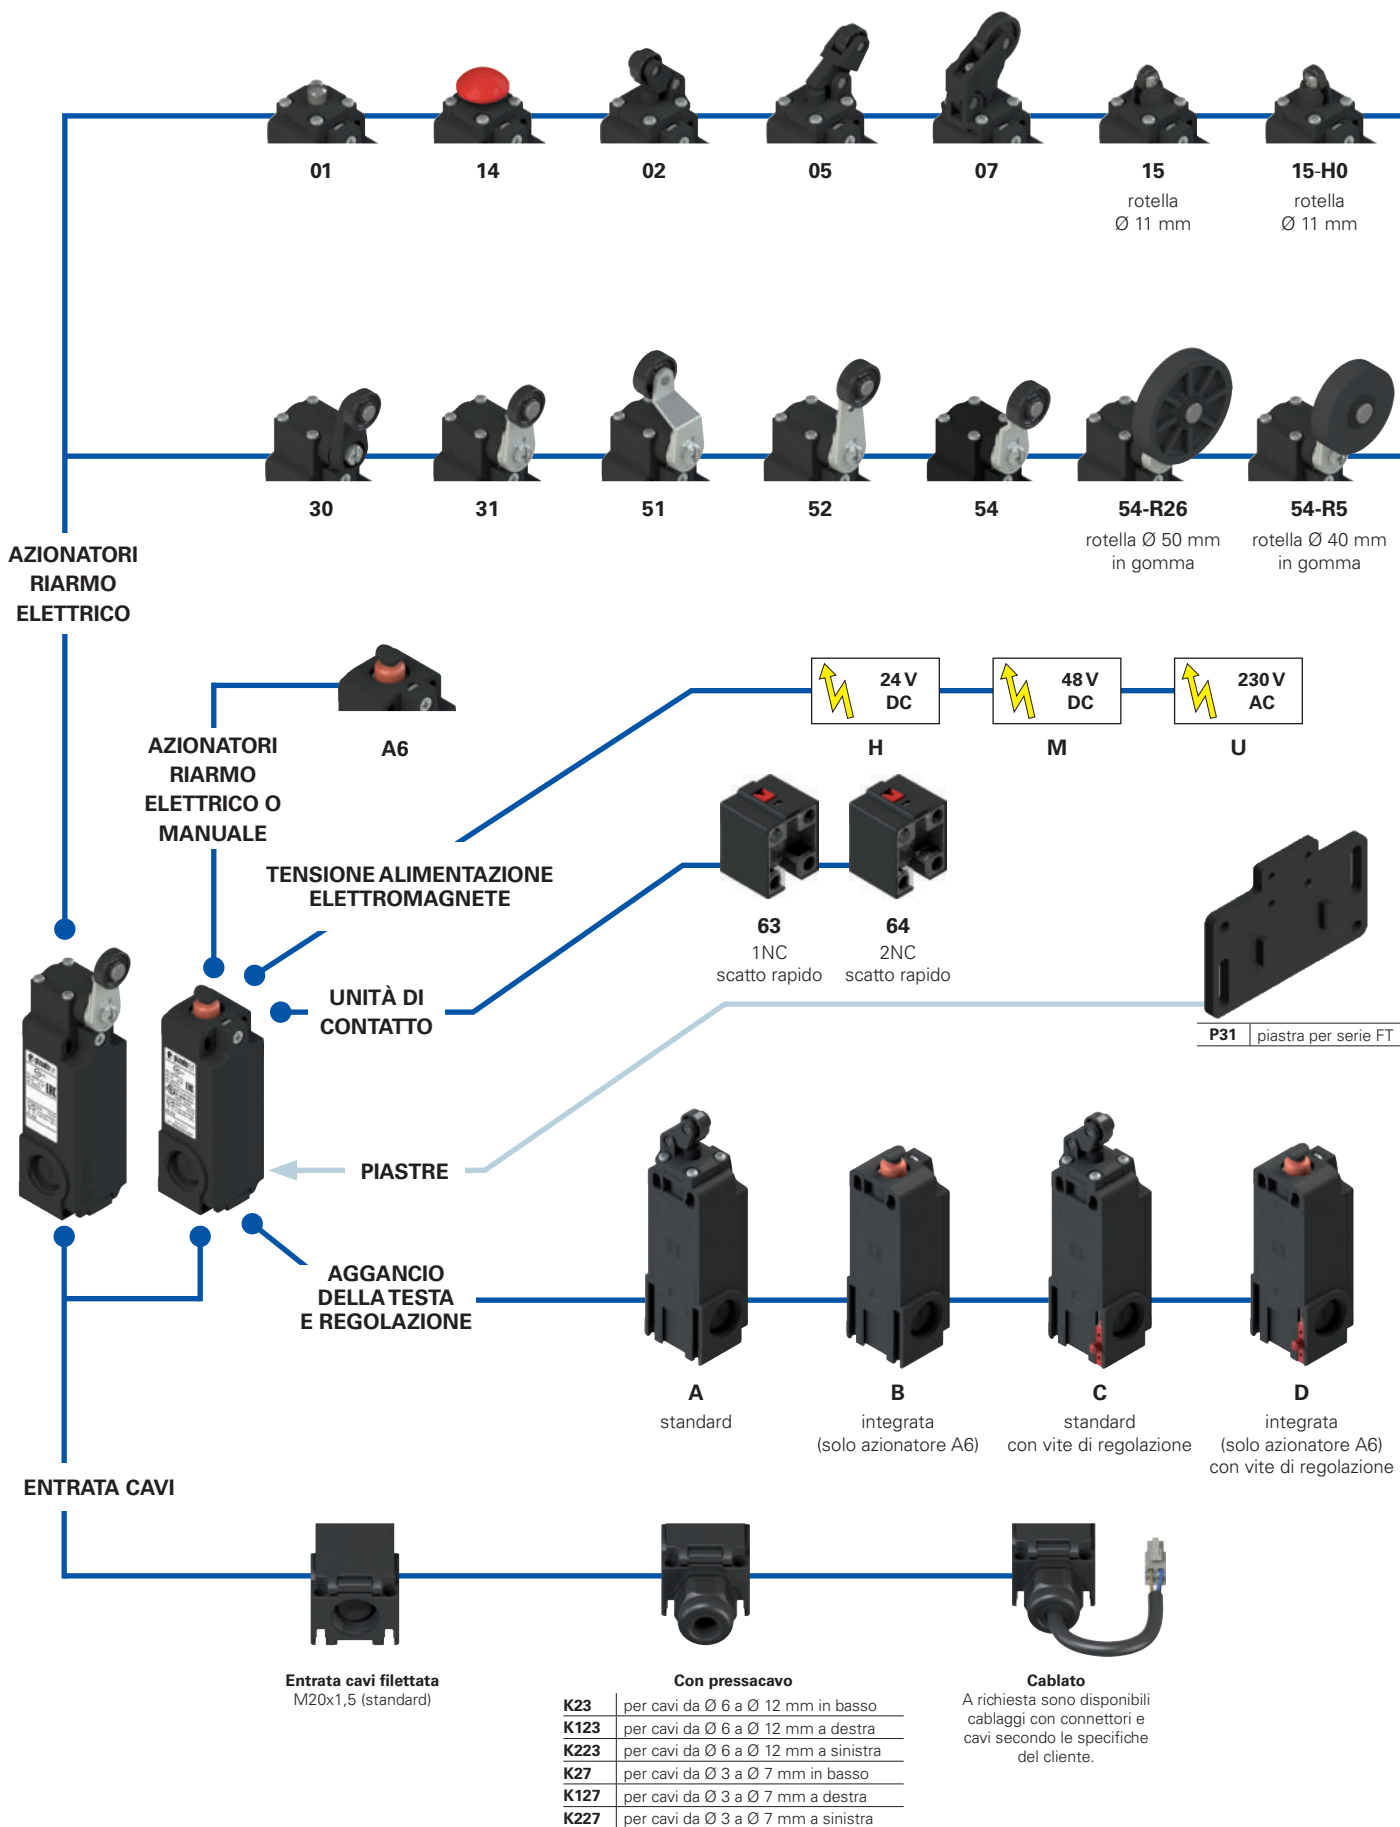 01 14 02 05 07 15 15-H0
rotella rotella
Ø 11 mm Ø 11 mm
30 31 51 52 54 54-R26 54-R5
rotella Ø 50 mm rotella Ø 40 mm
in gomma in gomma
AZIONATORI
RIARMO
ELETTRICO
A6
AZIONATORI
RIARMO
ELETTRICO O
MANUALE
24 V
DC
48 V
DC
230 V
AC
H M U
TENSIONE ALIMENTAZIONE
ELETTROMAGNETE
63
1NC
scatto rapido
64
2NC
scatto rapido
UNITÀ DI
CONTATTO
P31 piastra per serie FT
PIASTRE
AGGANCIO
DELLA TESTA
E REGOLAZIONE
A
standard
B
integrata
(solo azionatore A6)
C
standard
con vite di regolazione
D
integrata
(solo azionatore A6)
con vite di regolazione
ENTRATA CAVI
Entrata cavi filettata
M20x1,5 (standard)
Con pressacavo
K23 per cavi da Ø 6 a Ø 12 mm in basso
K123 per cavi da Ø 6 a Ø 12 mm a destra
K223 per cavi da Ø 6 a Ø 12 mm a sinistra
K27 per cavi da Ø 3 a Ø 7 mm in basso
K127 per cavi da Ø 3 a Ø 7 mm a destra
K227 per cavi da Ø 3 a Ø 7 mm a sinistra
Cablato
A richiesta sono disponibili
cablaggi con connettori e
cavi secondo le specifiche
del cliente.